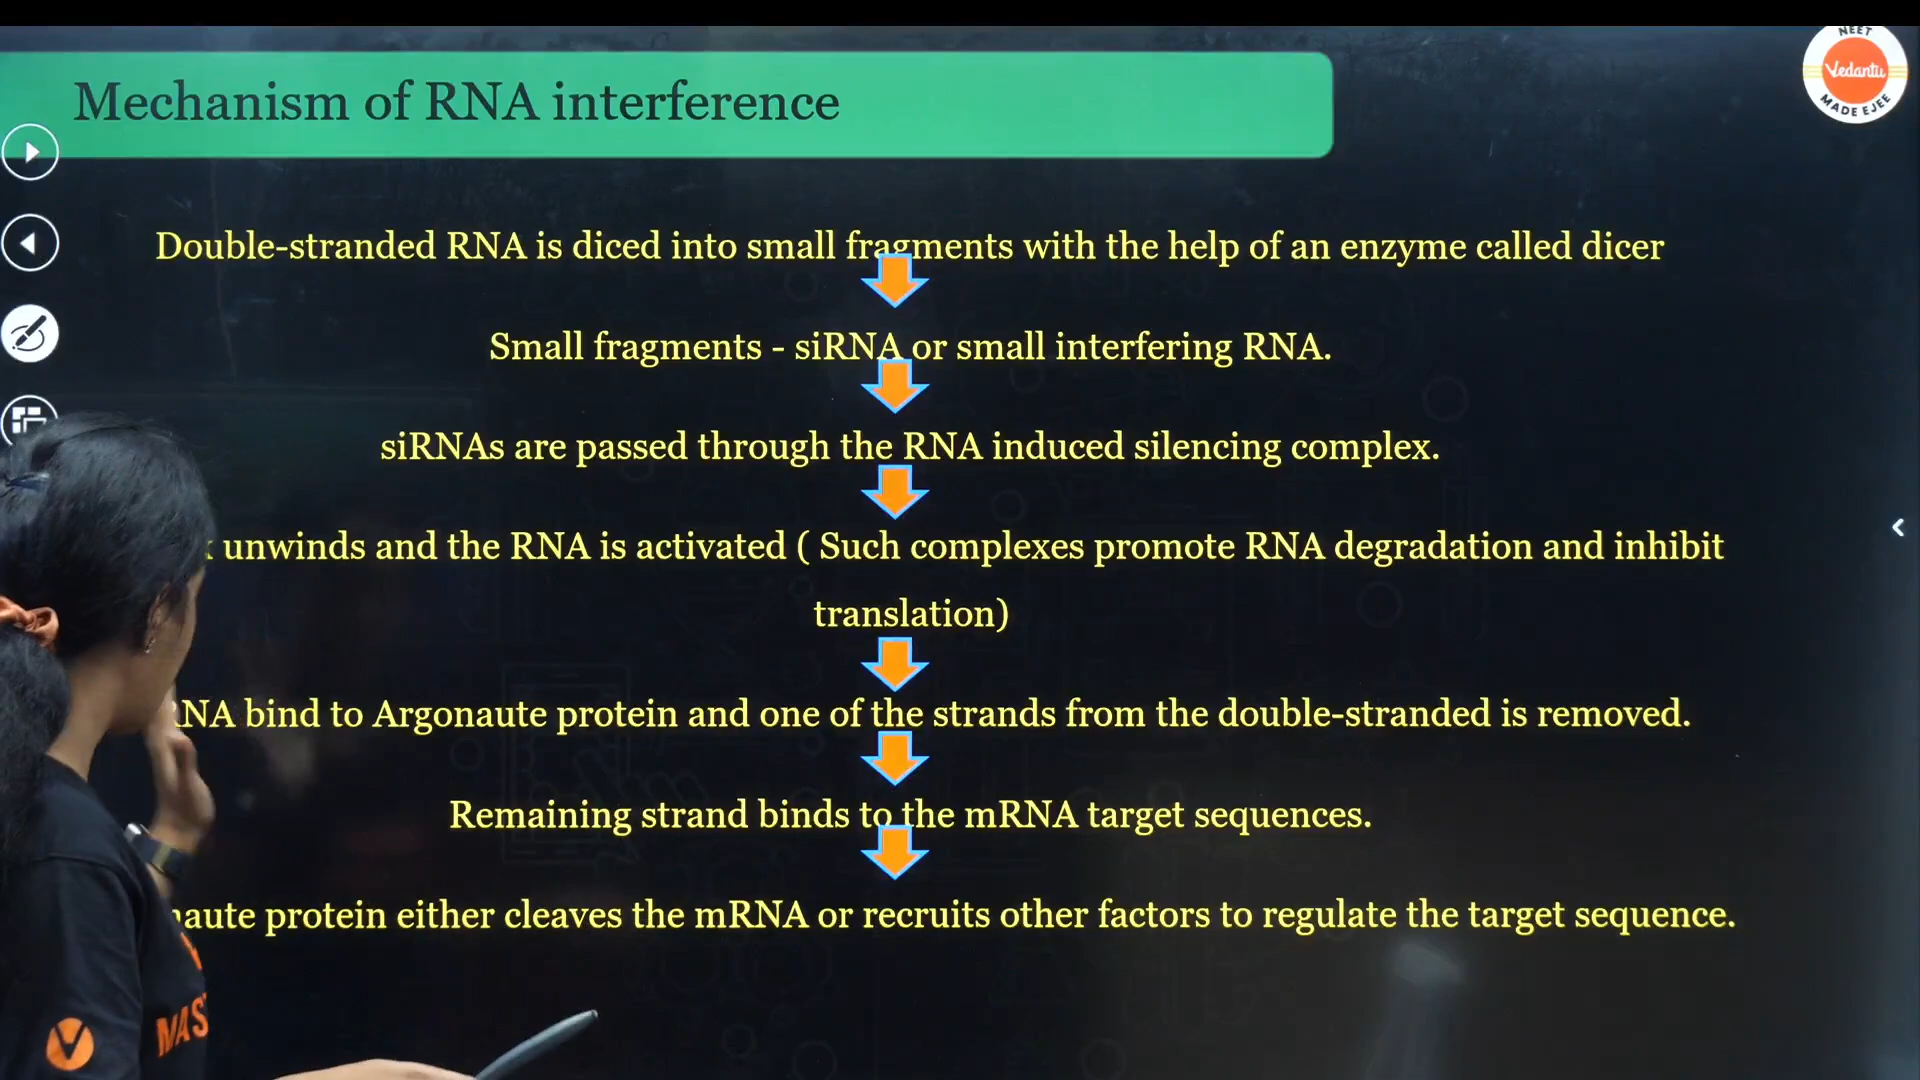 NEET
Vedantu
MADE EJEE
Mechanism of RNA interference
Double-stranded RNA is diced into small fragments with the help of an enzyme called dicer
Small fragments - siRNA or small interfering RNA.
siRNAs are passed through the RNA induced silencing complex.
unwinds and the RNA is activated ( Such complexes promote RNA degradation and inhibit
translation)
bind to Argonaute protein and one of the strands from the double-stranded is removed.
Remaining strand binds to the mRNA target sequences.
protein either cleaves the mRNA or recruits other factors to regulate the target sequence.